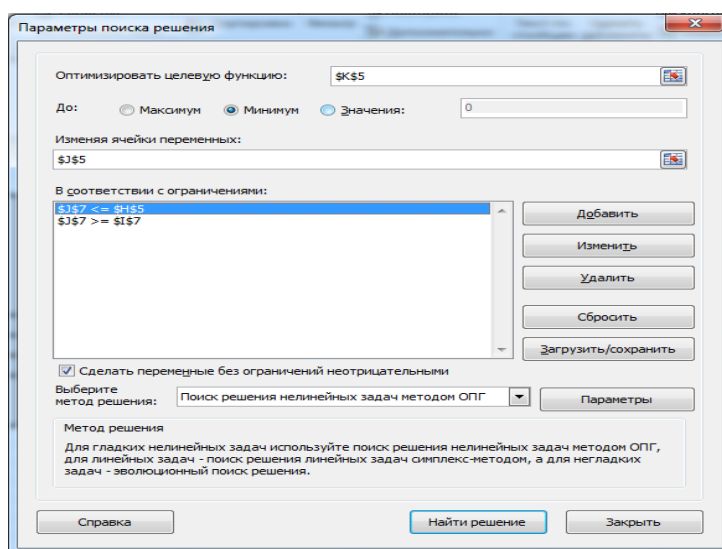 Параметры поиска решения
Оптимизировать целевую функцию: $K$5
До: Максимум Минимум Значения: 0
Изменяя ячейки переменных:
$J$5
В соответствии с ограничениями:
$J$7 <= $H$5
$J$7 >= $I$7
Добавить
Изменить
Удалить
Сбросить
Загрузить/сохранить
Сделать переменные без ограничений неотрицательными
Выберите
метод решения: Поиск решения нелинейных задач методом ОПГ Параметры
Метод решения
Для гладких нелинейных задач используйте поиск решения нелинейных задач методом ОПГ,
для линейных задач - поиск решения линейных задач симплекс-методом, а для негладких
задач - эволюционный поиск решения.
Справка Найти решение Закрыть